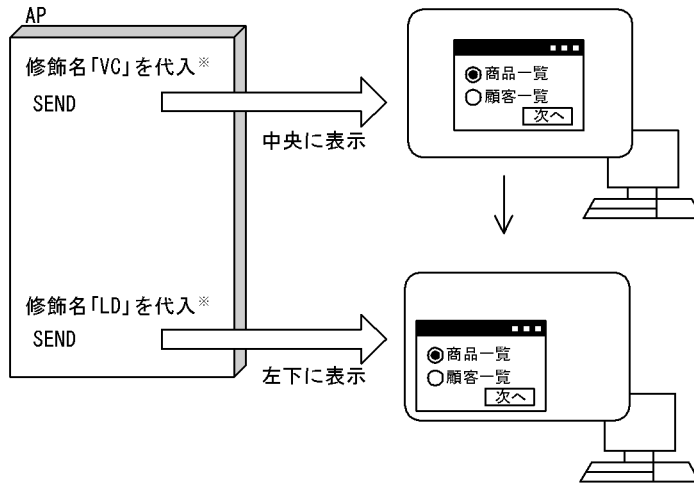 AP
修飾名「VC」を代入※
SEND
中央に表示
商品一覧
顧客一覧
次へ
修飾名「LD」を代入※
SEND
左下に表示
商品一覧
顧客一覧
次へ